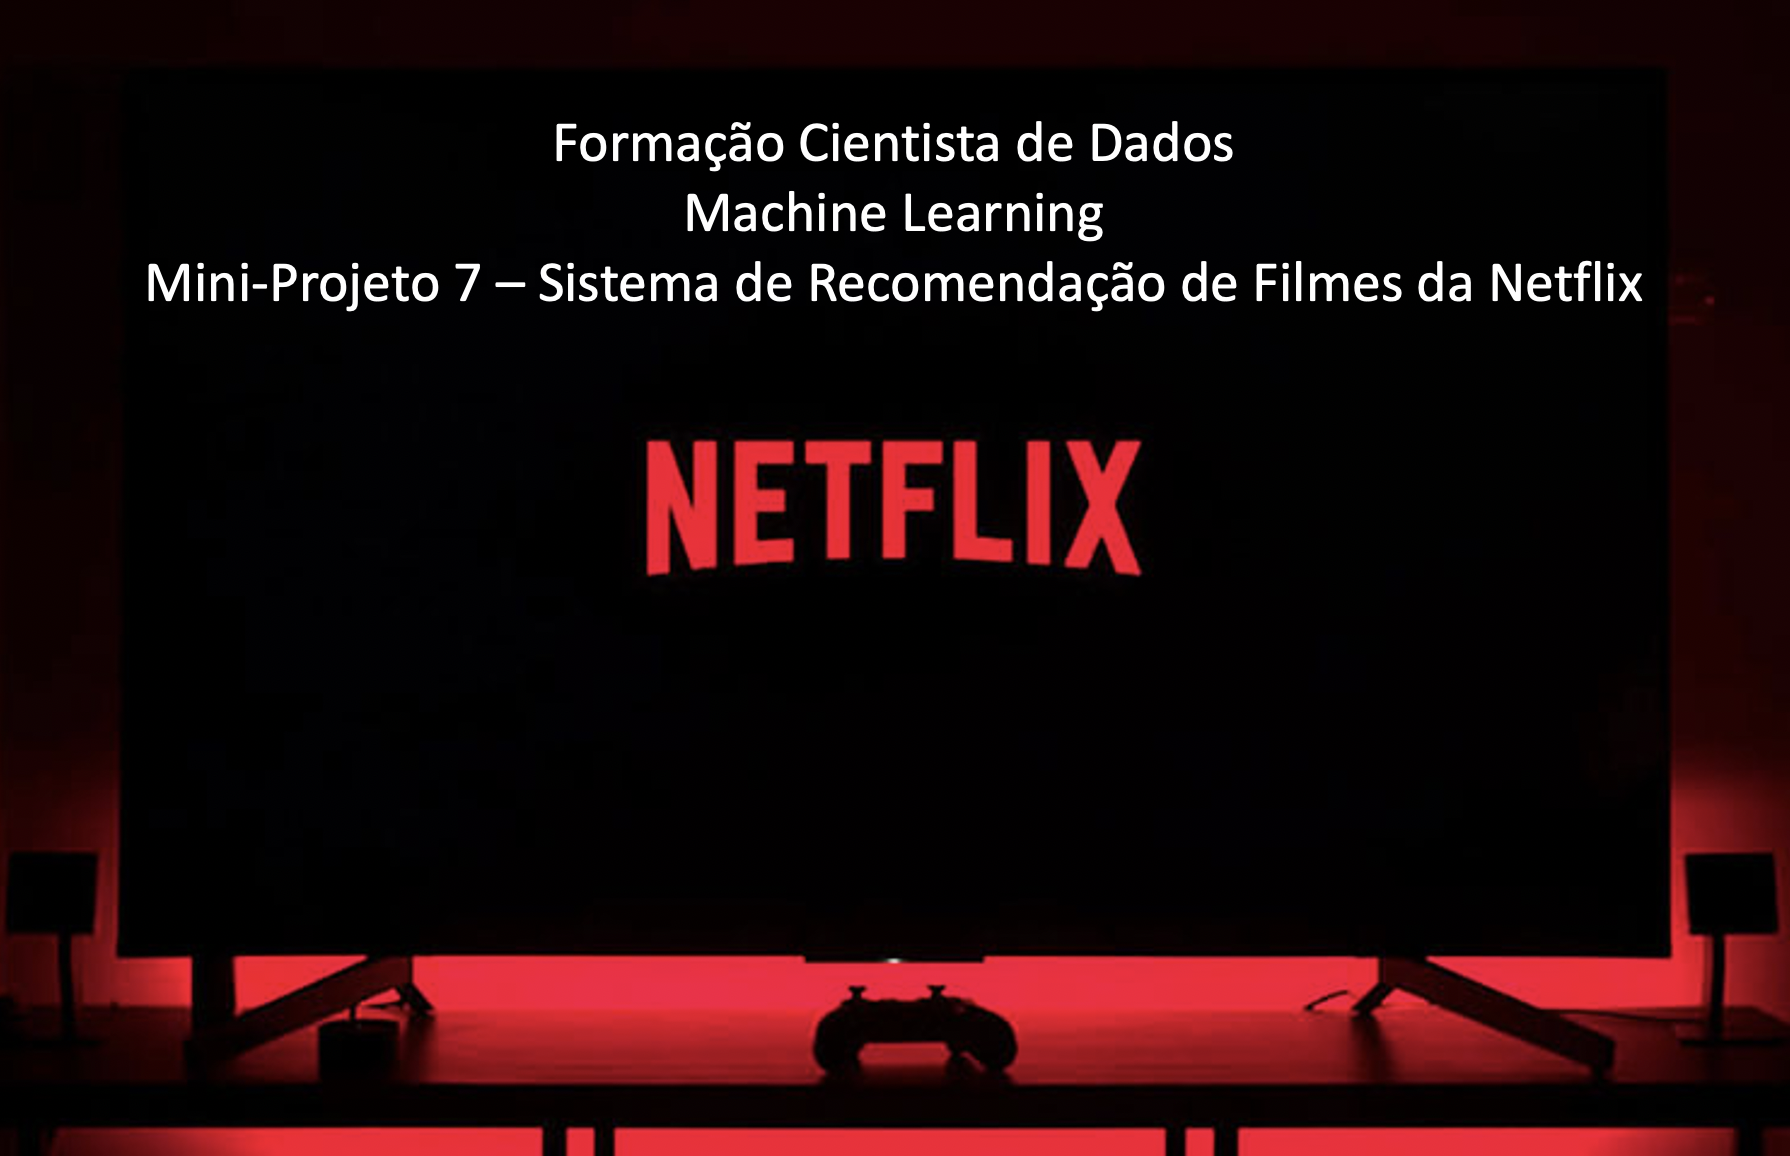 Formação Cientista de Dados
Machine Learning
Mini-Projeto 7 – Sistema de Recomendação de Filmes da Netflix
NETFLIX